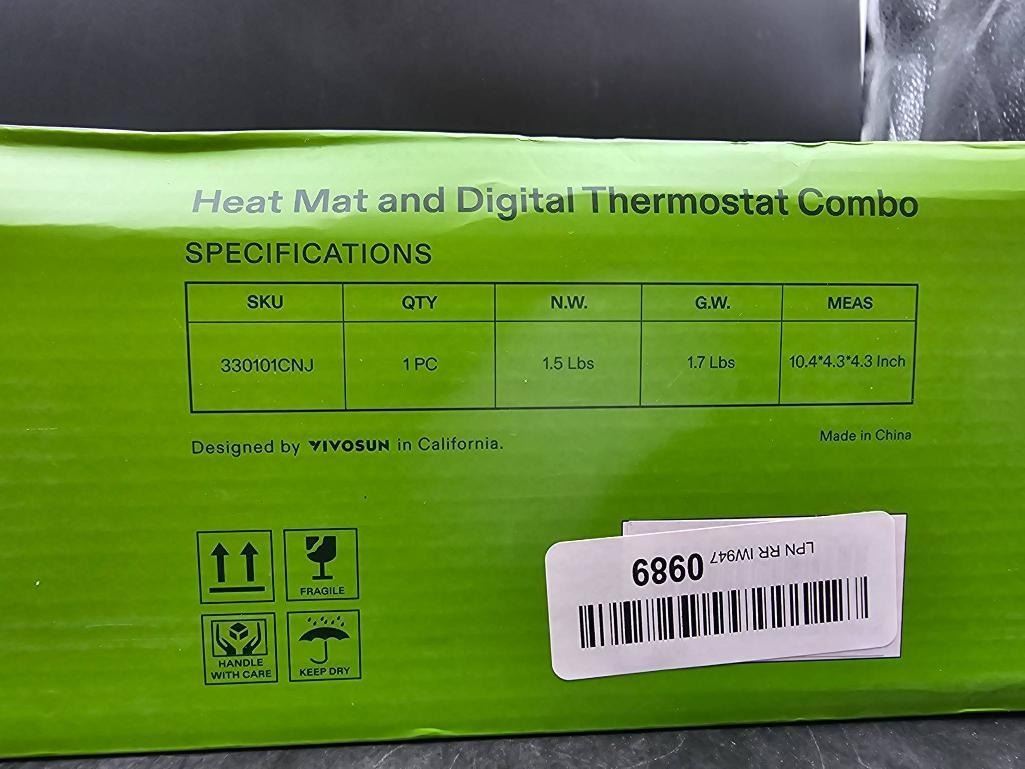 Heat Mat and Digital Thermostat Combo
SPECIFICATIONS
SKU QTY N.W. G.W. MEAS
330101CNJ 1 PC 1.5 Lbs 1.7 Lbs 10.4*4.3*4.3 Inch
Designed by VIVOSUN in California.
Made in China
FRAGILE
HANDLE
WITH CARE
KEEP DRY
LPN RR IW947 0989